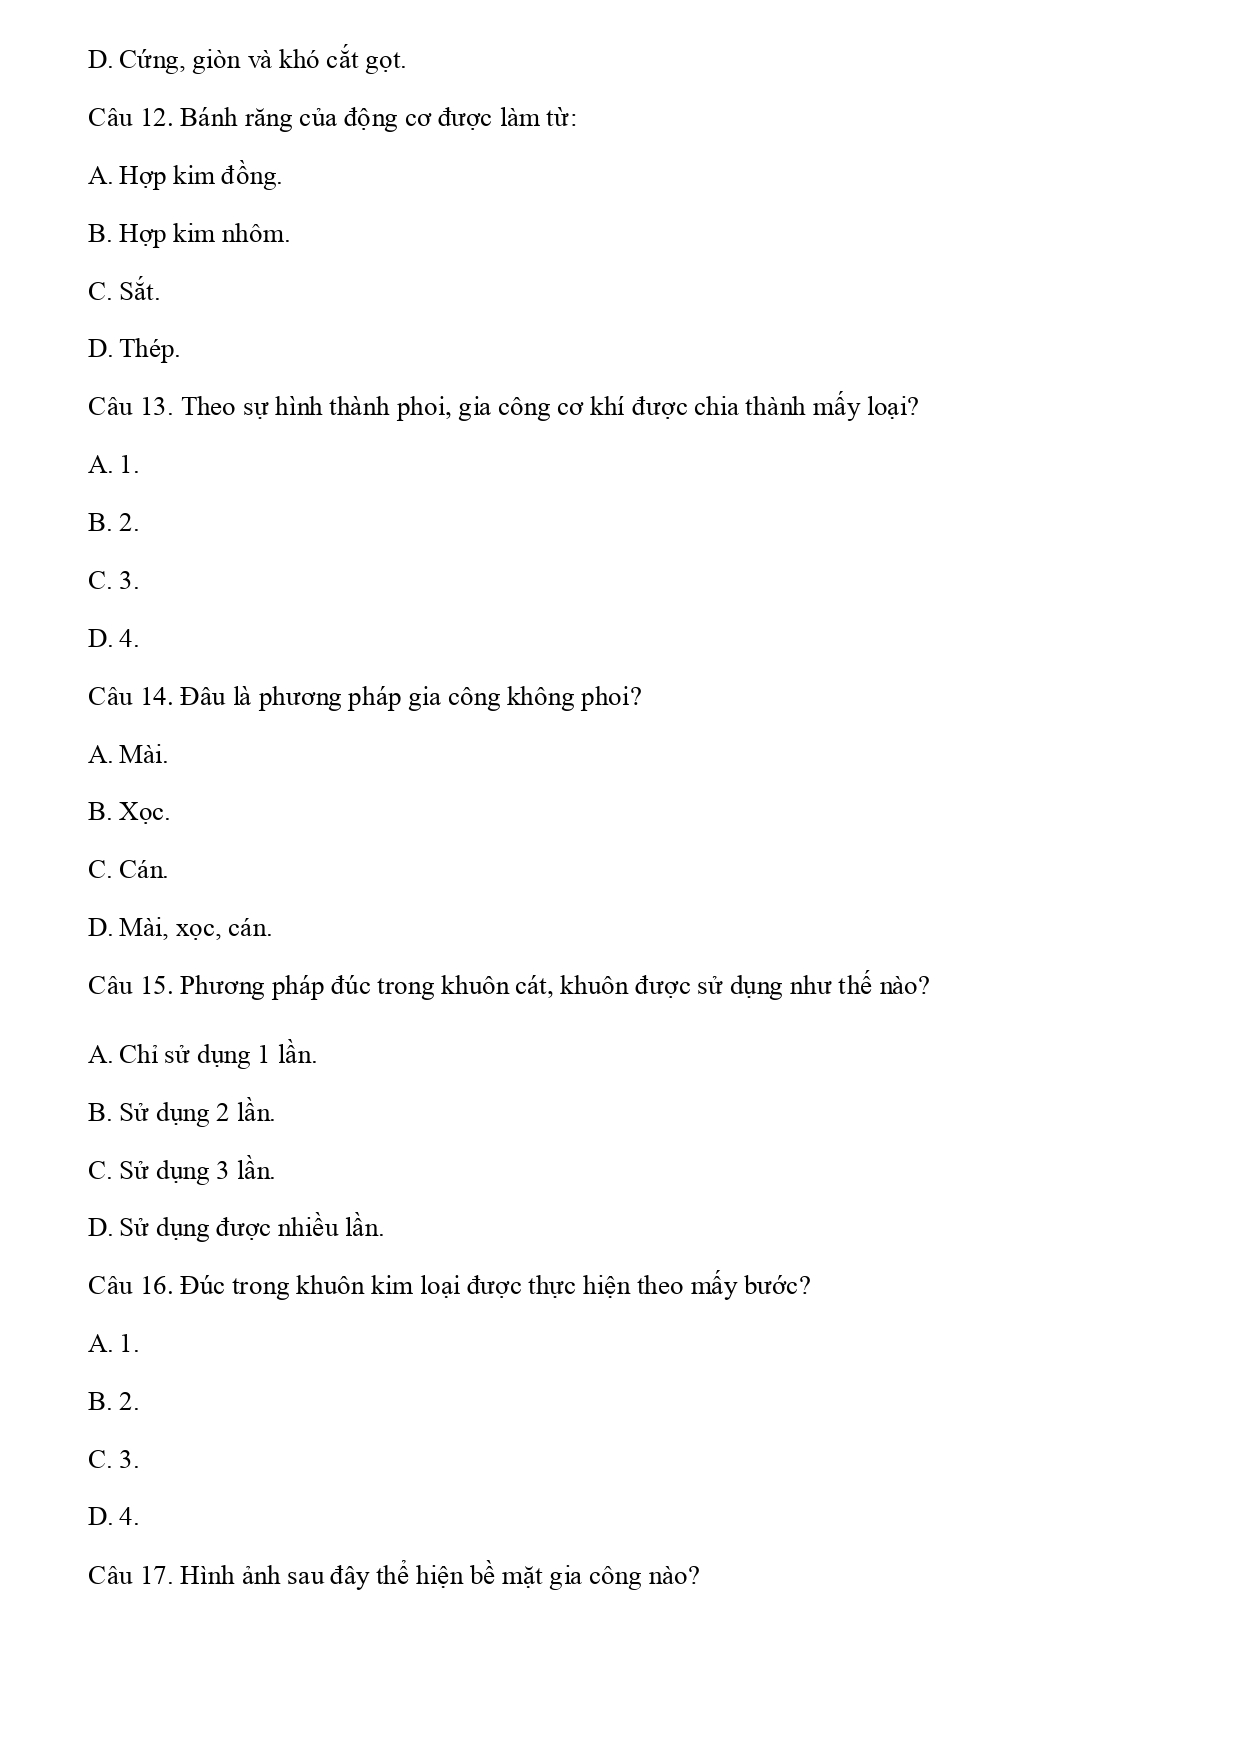 D. Cứng, giòn và khó cắt gọt.
Câu 12. Bánh răng của động cơ được làm từ:
A. Hợp kim đồng.
B. Hợp kim nhôm.
C. Sắt.
D. Thép.
Câu 13. Theo sự hình thành phoi, gia công cơ khí được chia thành mấy loại?
A. 1.
B. 2.
C. 3.
D. 4.
Câu 14. Đâu là phương pháp gia công không phoi?
A. Mài.
B. Xọc.
C. Cán.
D. Mài, xọc, cán.
Câu 15. Phương pháp đúc trong khuôn cát, khuôn được sử dụng như thế nào?
A. Chỉ sử dụng 1 lần.
B. Sử dụng 2 lần.
C. Sử dụng 3 lần.
D. Sử dụng được nhiều lần.
Câu 16. Đúc trong khuôn kim loại được thực hiện theo mấy bước?
A. 1.
B. 2.
C. 3.
D. 4.
Câu 17. Hình ảnh sau đây thể hiện bề mặt gia công nào?